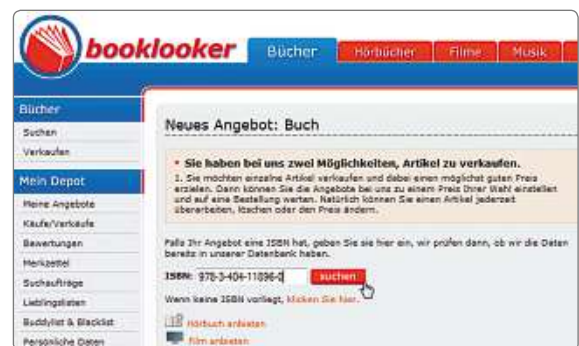 booklooker
Bücher
Hörbücher
Filme
Musik
Bücher
Suchen
Verkaufen
Mein Depot
Meine Angebote
Käufe/Verkäufe
Bewertungen
Merkzettel
Suchaufträge
Lieblingslisten
Buddylist & Blacklist
Persönliche Daten
Neues Angebot: Buch
• Sie haben bei uns zwei Möglichkeiten, Artikel zu verkaufen.
1. Sie möchten einzelne Artikel verkaufen und dabei einen möglichst guten Preis
erzielen. Dann können Sie die Angebote bei uns zu einem Preis Ihrer Wahl einstellen
und auf eine Bestellung warten. Natürlich können Sie einen Artikel jederzeit
überarbeiten, löschen oder den Preis ändern.
Falls Ihr Angebot eine ISBN hat, geben Sie sie hier ein, wir prüfen dann, ob wir die Daten
bereits in unserer Datenbank haben.
ISBN: 978-3-404-11896-0 suchen
Wenn keine ISBN vorliegt, klicken Sie hier.
Hörbuch anbieten
Film anbieten